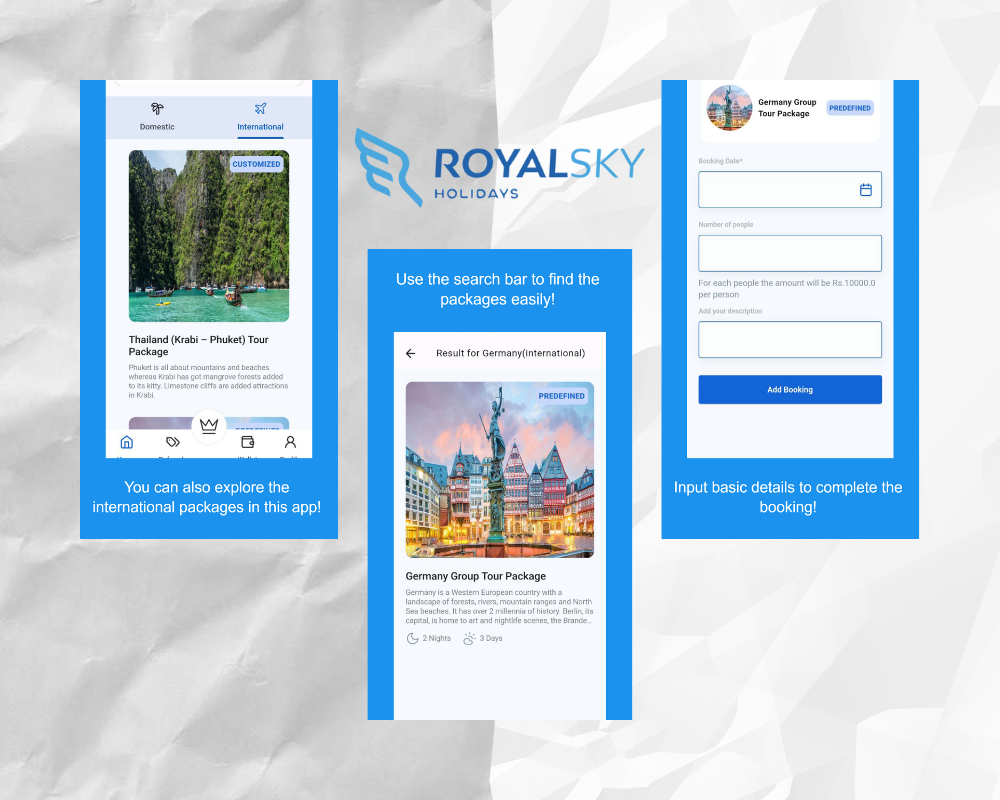 Domestic
International
CUSTOMIZED
Thailand (Krabi – Phuket) Tour
Package
Phuket is all about mountains and beaches
whereas Krabi has got mangrove forests added
to its kitty. Limestone cliffs are added attractions
in Krabi.
You can also explore the
international packages in this app!
ROYALSKY
HOLIDAYS
Use the search bar to find the
packages easily!
Result for Germany(international)
PREDEFINED
Germany Group Tour Package
Germany is a Western European country with a
landscape of forests, rivers, mountain ranges and North
Sea beaches. It has over 2 millennia of history. Berlin, its
capital, is home to art and nightlife scenes, the Brande...
2 Nights
3 Days
Germany Group
Tour Package
PREDEFINED
Booking Date*
Number of people
For each people the amount will be Rs.10000.0
per person
Add your description
Add Booking
Input basic details to complete the
booking!